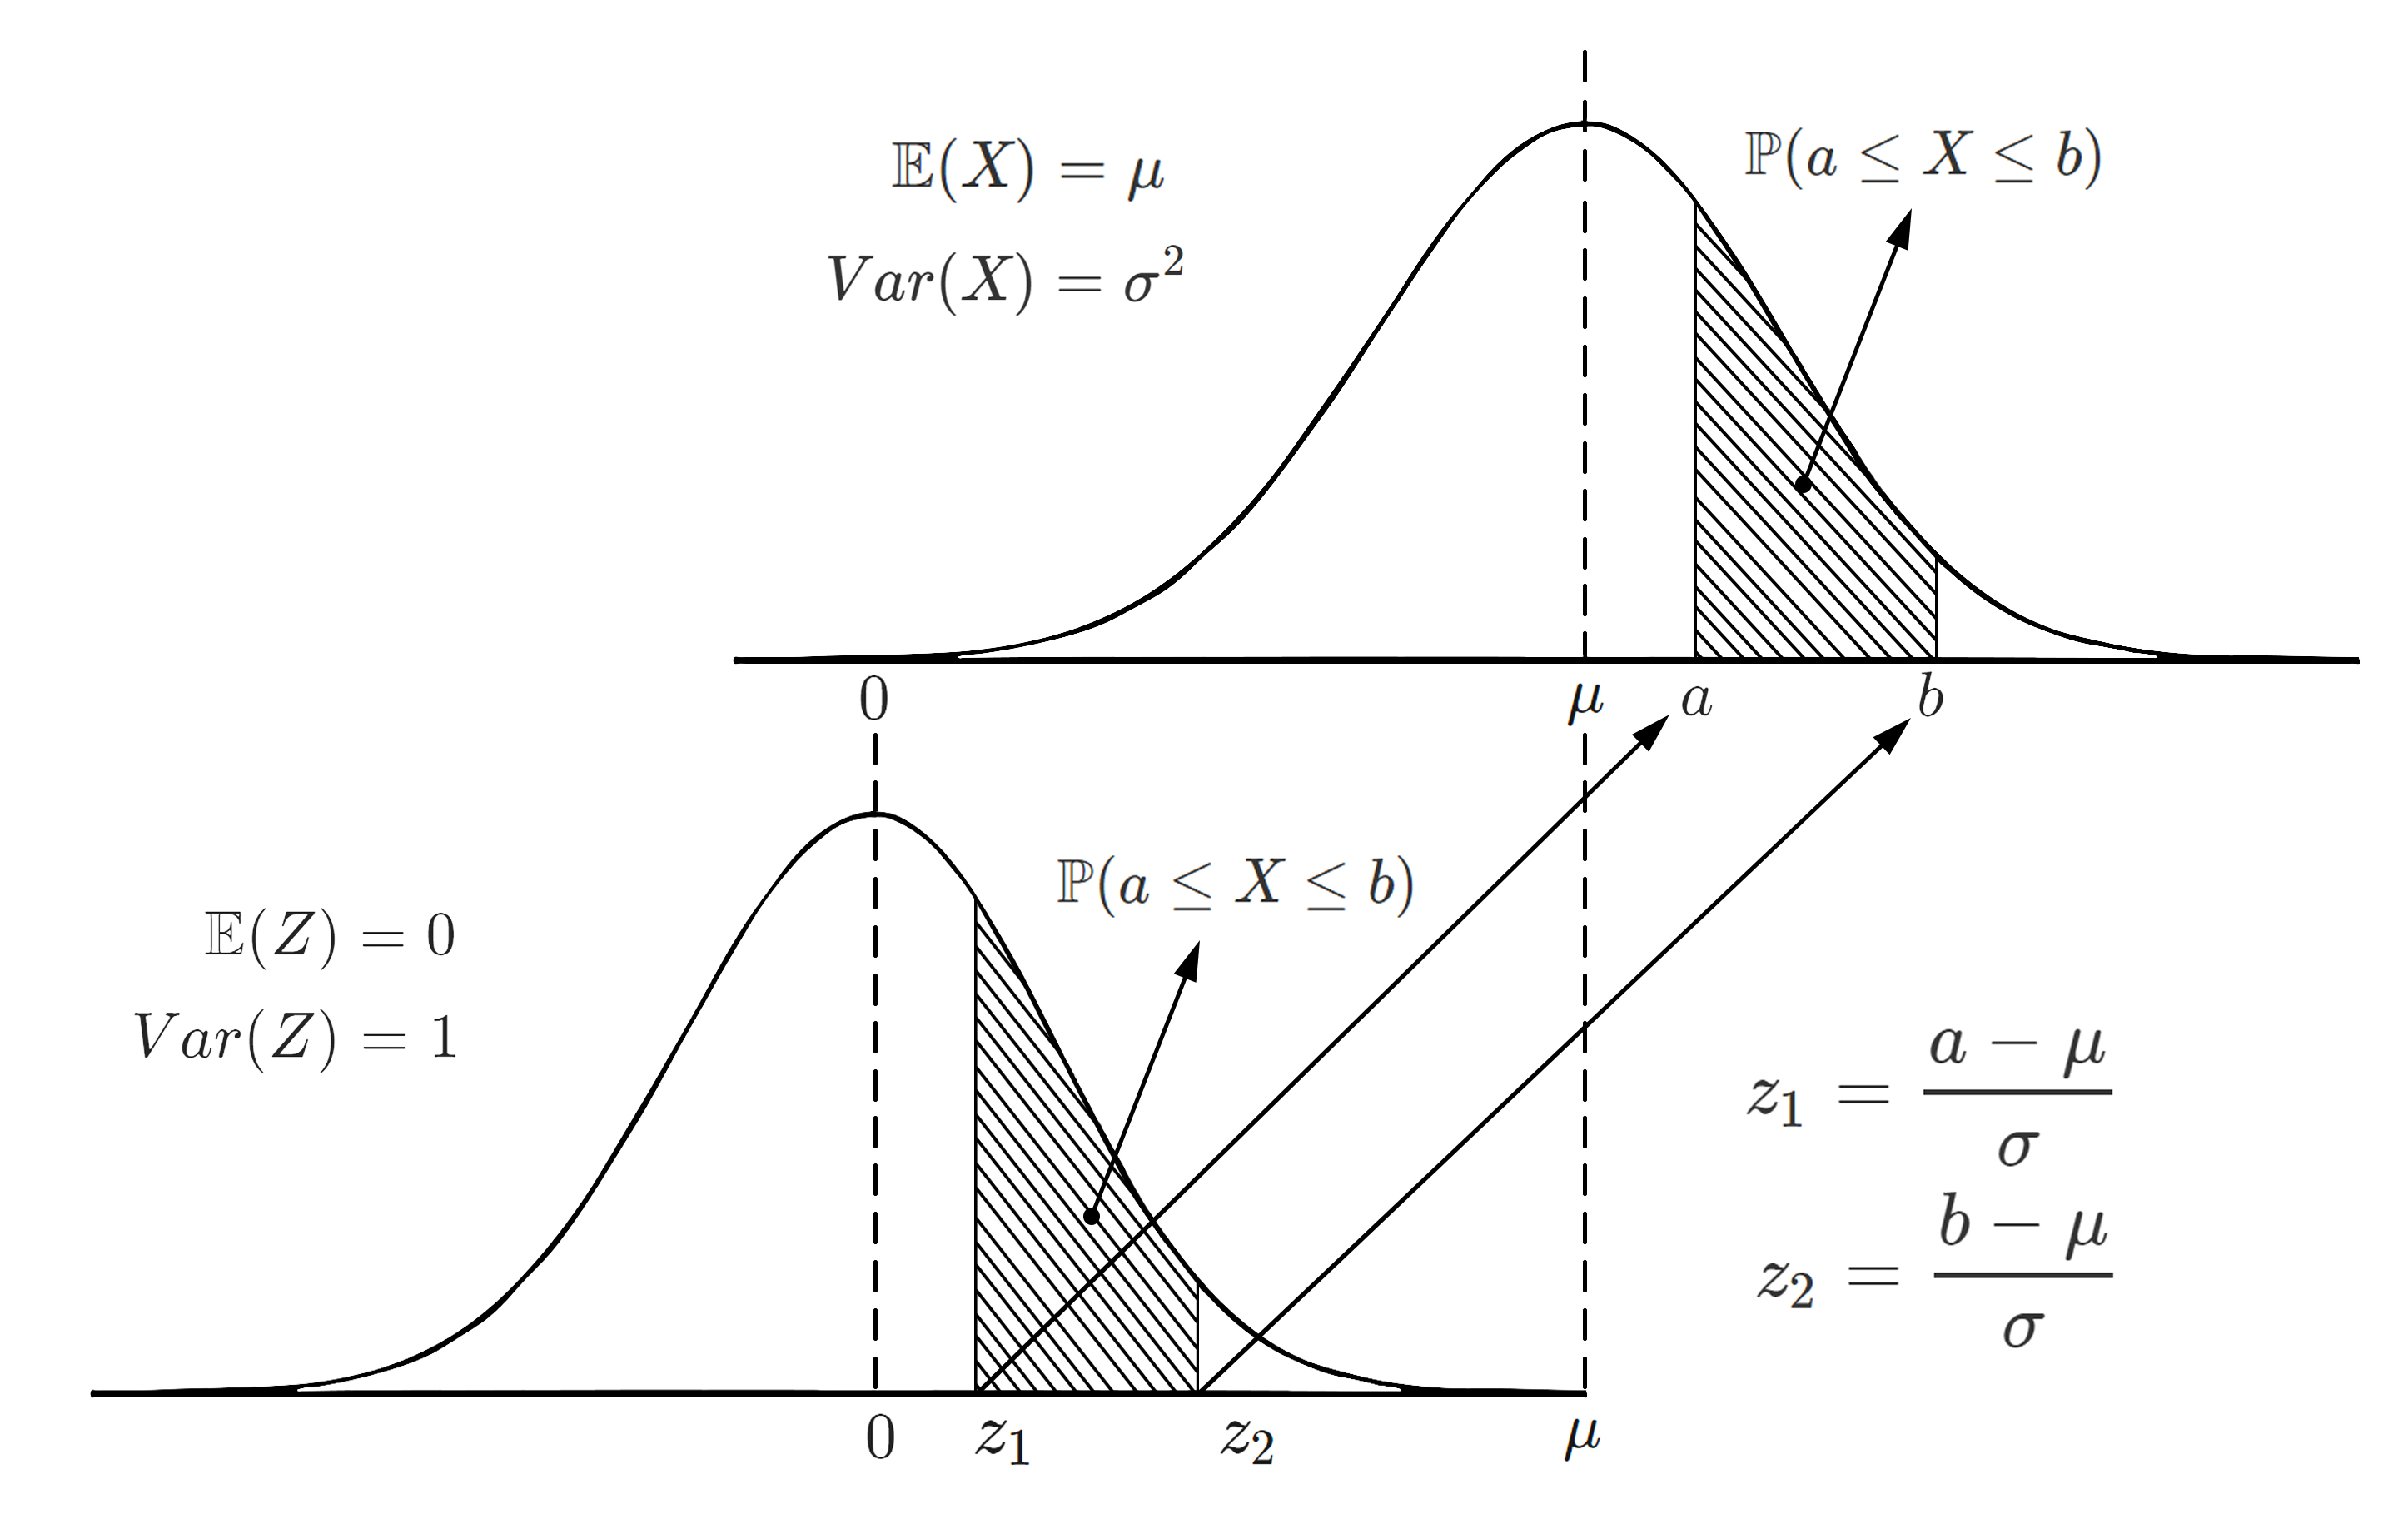 𝔼(X) = μ
Var(X) = σ²
ℙ(a ≤ X ≤ b)
0
μ
a
b
𝔼(Z) = 0
Var(Z) = 1
ℙ(a ≤ X ≤ b)
z₁ = (a − μ)/σ
z₂ = (b − μ)/σ
0
z₁
z₂
μ